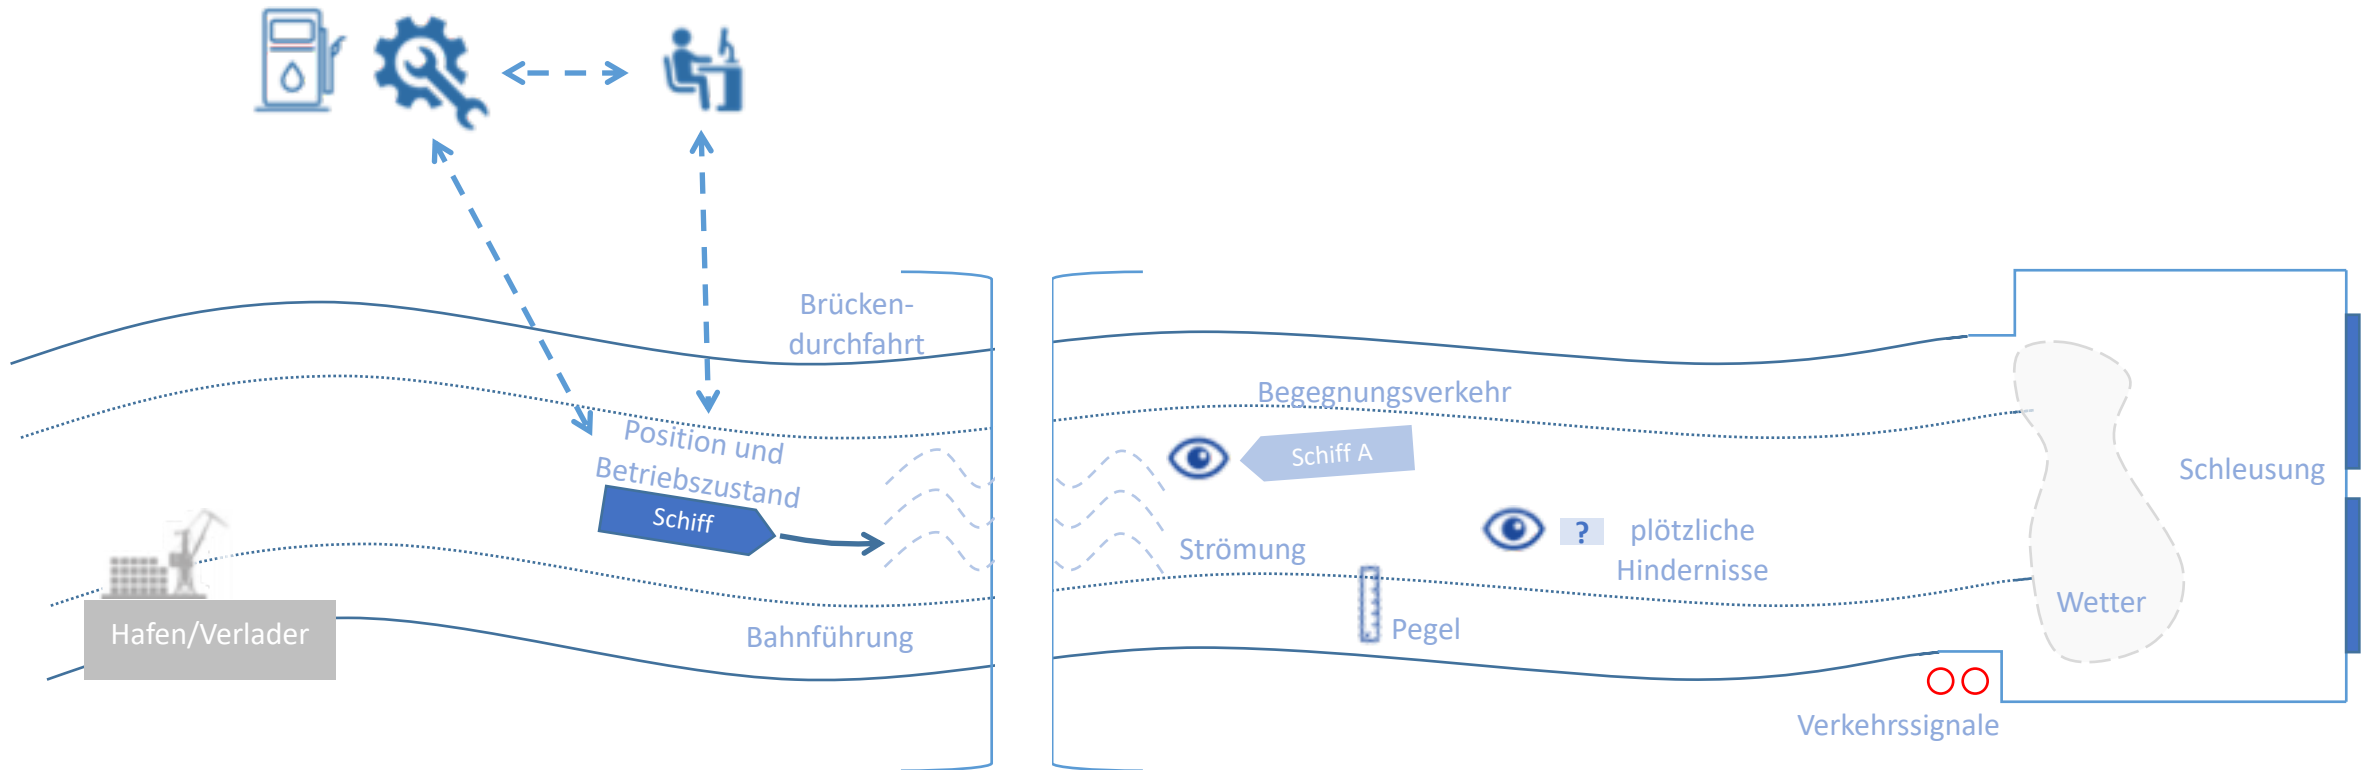 Brücken-
durchfahrt
Begegnungsverkehr
Position und
Betriebszustand
Schiff
Schiff A
Schleusung
Strömung
?
plötzliche
Hindernisse
Wetter
Hafen/Verlader
Bahnführung
Pegel
Verkehrssignale